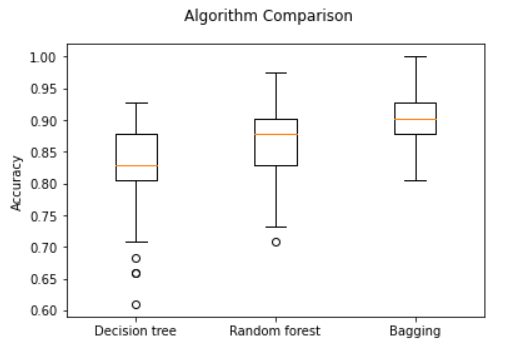 Algorithm Comparison
1.00
0.95
0.90
0.85
0.80
0.75
0.70
0.65
0.60
Accuracy
Decision tree
Random forest
Bagging